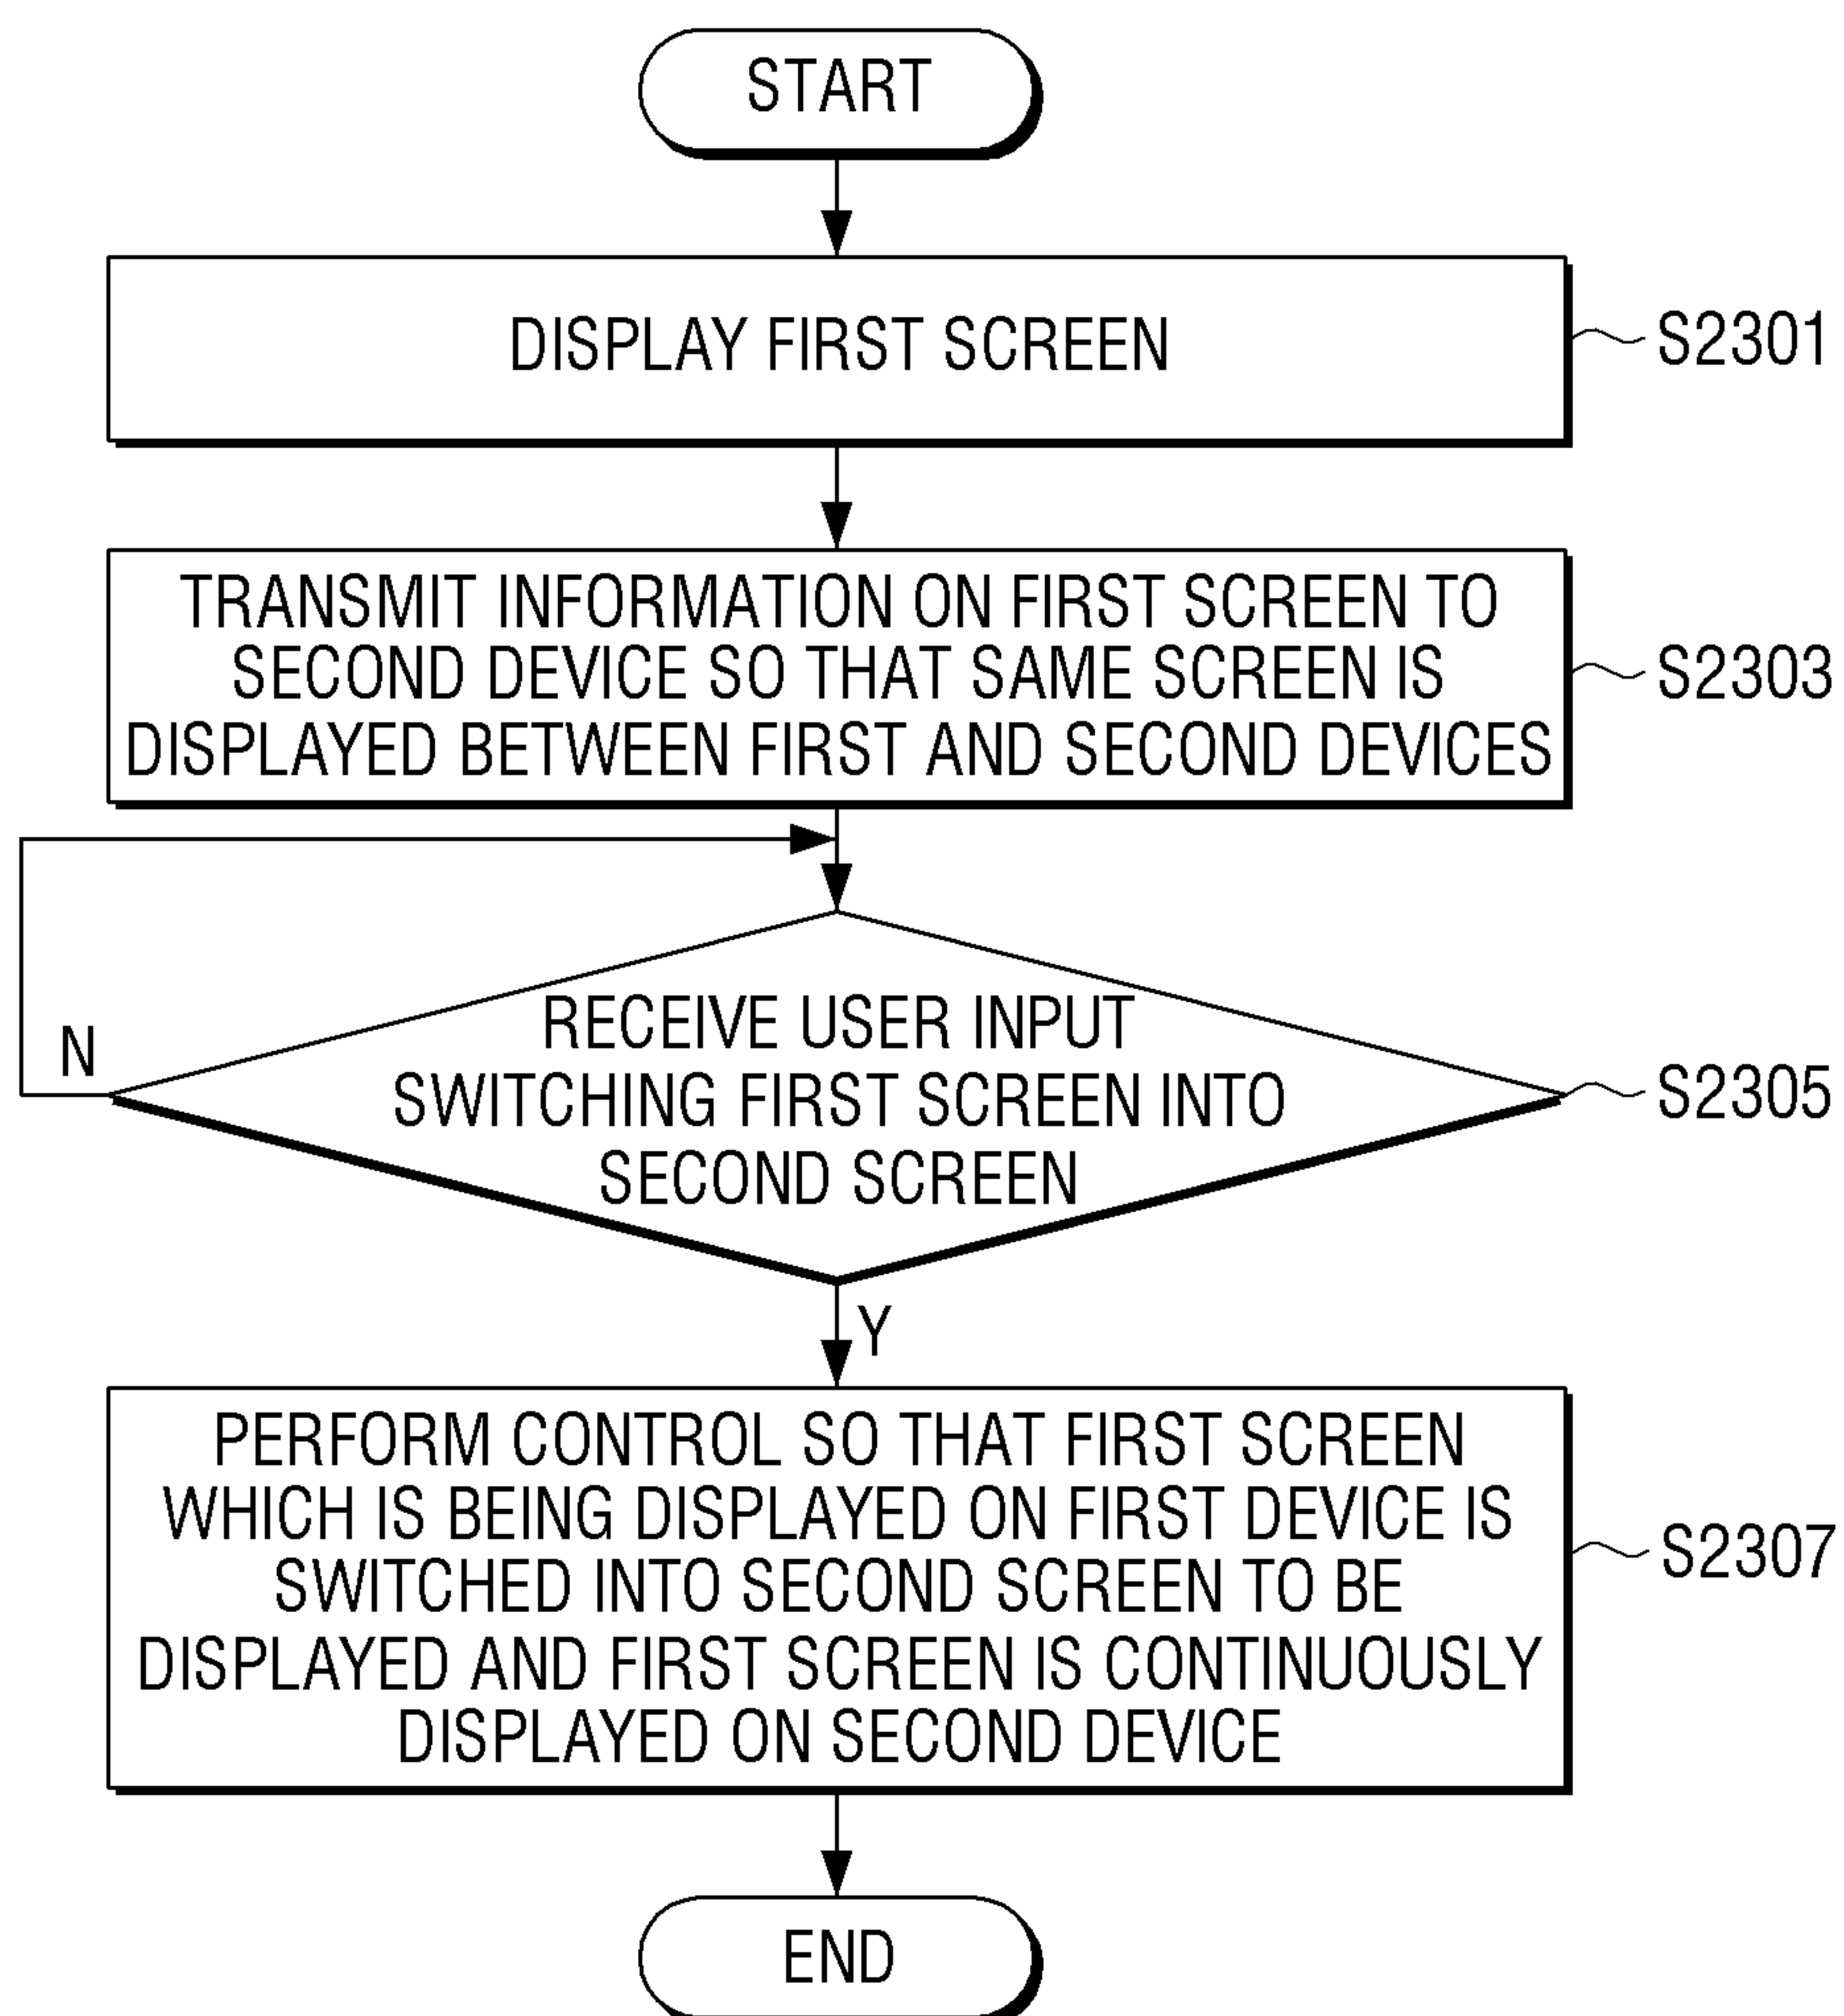 START
DISPLAY FIRST SCREEN
S2301
TRANSMIT INFORMATION ON FIRST SCREEN TO
SECOND DEVICE SO THAT SAME SCREEN IS
DISPLAYED BETWEEN FIRST AND SECOND DEVICES
S2303
RECEIVE USER INPUT
SWITCHING FIRST SCREEN INTO
SECOND SCREEN
N
S2305
Y
PERFORM CONTROL SO THAT FIRST SCREEN
WHICH IS BEING DISPLAYED ON FIRST DEVICE IS
SWITCHED INTO SECOND SCREEN TO BE
DISPLAYED AND FIRST SCREEN IS CONTINUOUSLY
DISPLAYED ON SECOND DEVICE
S2307
END